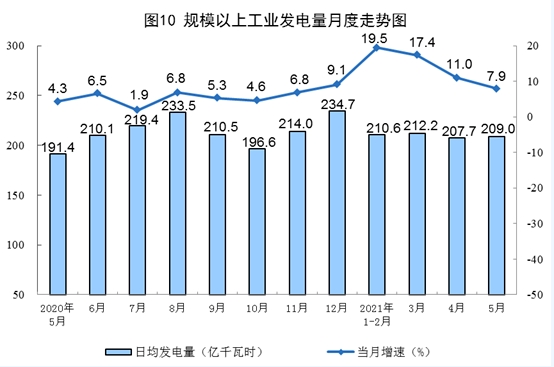 图10 规模以上工业发电量月度走势图
300 250 200 150 100 50
20 10 0 -10 -20 -30 -40 -50
4.3 6.5 1.9 6.8 5.3 4.6 6.8 9.1 19.5 17.4 11.0 7.9
191.4 210.1 219.4 233.5 210.5 196.6 214.0 234.7 210.6 212.2 207.7 209.0
2020年 6月 7月 8月 9月 10月 11月 12月 2021年 3月 4月 5月
5月 1-2月
日均发电量（亿千瓦时） 当月增速（%）